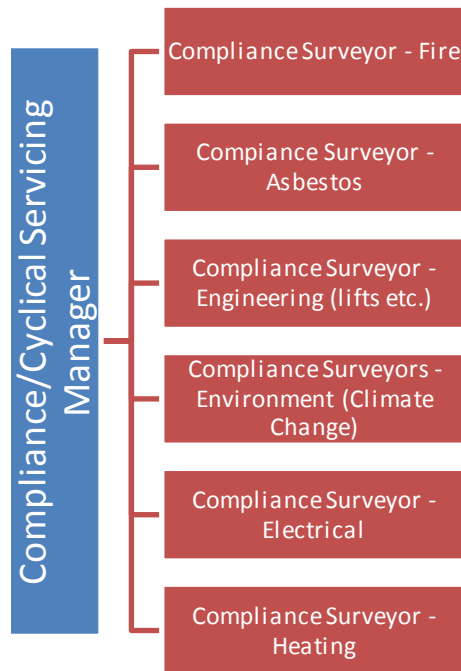 Compliance/Cyclical Servicing
Manager
Compliance Surveyor - Fire
Compiance Surveyor -
Asbestos
Compliance Surveyor -
Engineering (lifts etc.)
Compliance Surveyors -
Environment (Climate
Change)
Compliance Surveyor -
Electrical
Compliance Surveyor -
Heating